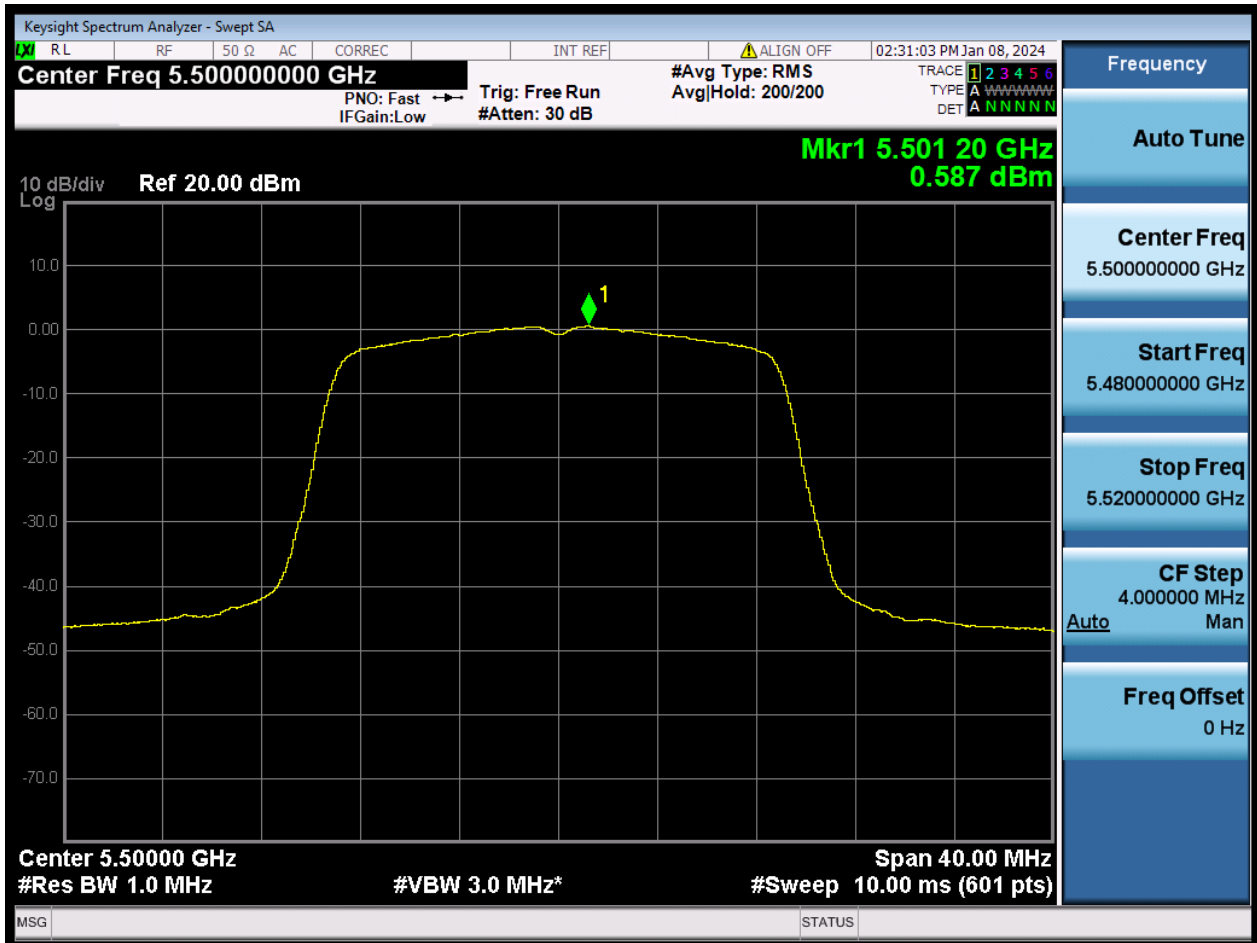 Keysight Spectrum Analyzer - Swept SA
LXI RL RF 50 Ω AC CORREC INT REF ALIGN OFF 02:31:03 PM Jan 08, 2024
Center Freq 5.500000000 GHz
PNO: Fast
IFGain:Low
Trig: Free Run
#Atten: 30 dB
#Avg Type: RMS
Avg|Hold: 200/200
TRACE 1 2 3 4 5 6
TYPE A WWWWW
DET A N N N N N
Mkr1 5.501 20 GHz
0.587 dBm
10 dB/div Ref 20.00 dBm
Log
10.0
0.00
-10.0
-20.0
-30.0
-40.0
-50.0
-60.0
-70.0
1
Center 5.50000 GHz Span 40.00 MHz
#Res BW 1.0 MHz #VBW 3.0 MHz* #Sweep 10.00 ms (601 pts)
MSG STATUS
Frequency
Auto Tune
Center Freq
5.500000000 GHz
Start Freq
5.480000000 GHz
Stop Freq
5.520000000 GHz
CF Step
4.000000 MHz
Auto Man
Freq Offset
0 Hz